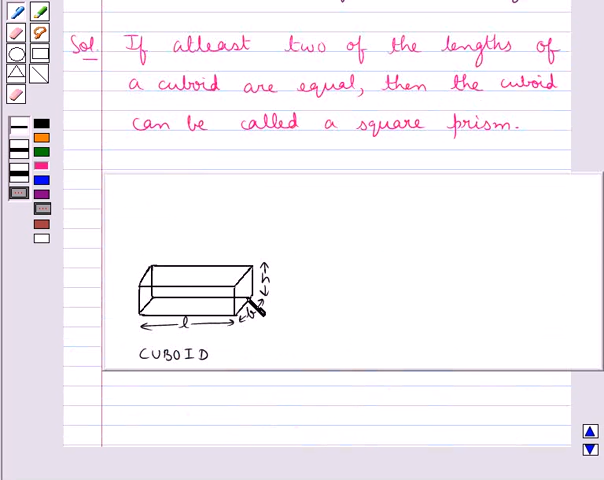 Sol. If atleast two of the lengths of
a cuboid are equal, then the cuboid
can be called a square prism.
h
b
l
CUBOID